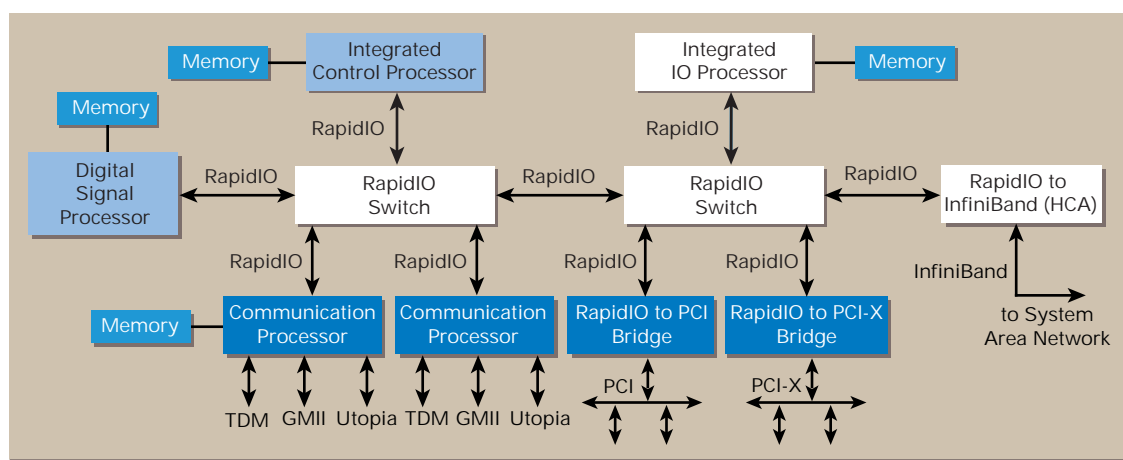 Memory
Integrated
Control Processor
Integrated
IO Processor
Memory
Memory
RapidIO
RapidIO
Digital
Signal
Processor
RapidIO
RapidIO
Switch
RapidIO
RapidIO
Switch
RapidIO
RapidIO to
InfiniBand (HCA)
RapidIO
RapidIO
RapidIO
RapidIO
InfiniBand
Memory
Communication
Processor
Communication
Processor
RapidIO to PCI
Bridge
RapidIO to PCI-X
Bridge
to System
Area Network
PCI
PCI-X
TDM
GMII
Utopia
TDM
GMII
Utopia